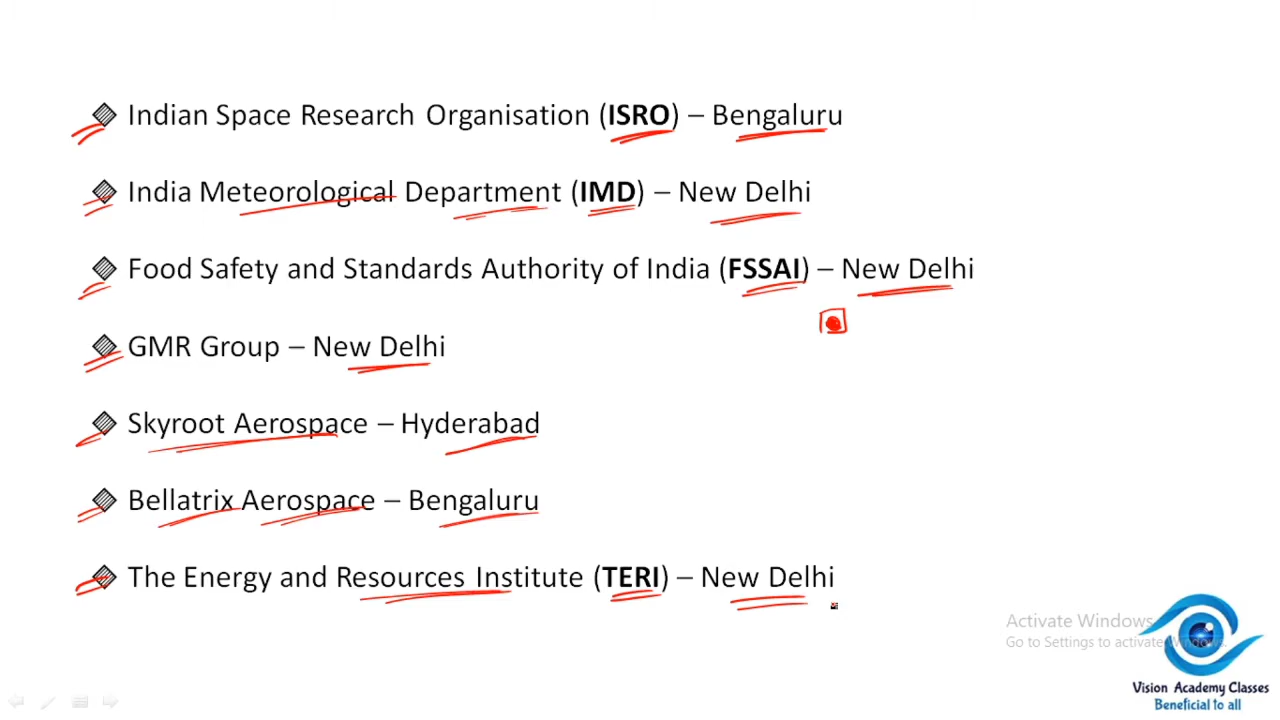 Indian Space Research Organisation (ISRO) – Bengaluru
India Meteorological Department (IMD) – New Delhi
Food Safety and Standards Authority of India (FSSAI) – New Delhi
GMR Group – New Delhi
Skyroot Aerospace – Hyderabad
Bellatrix Aerospace – Bengaluru
The Energy and Resources Institute (TERI) – New Delhi
Activate Windows
Go to Settings to activate Windows.
Vision Academy Classes
Beneficial to all